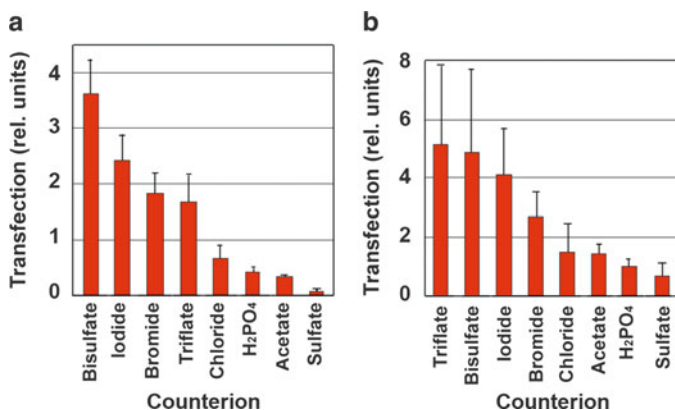 a
Transfection (rel. units)
4
3
2
1
0
Bisulfate
Iodide
Bromide
Triflate
Chloride
H₂PO₄
Acetate
Sulfate
Counterion
b
Transfection (rel. units)
8
6
4
2
0
Triflate
Bisulfate
Iodide
Bromide
Chloride
Acetate
H₂PO₄
Sulfate
Counterion